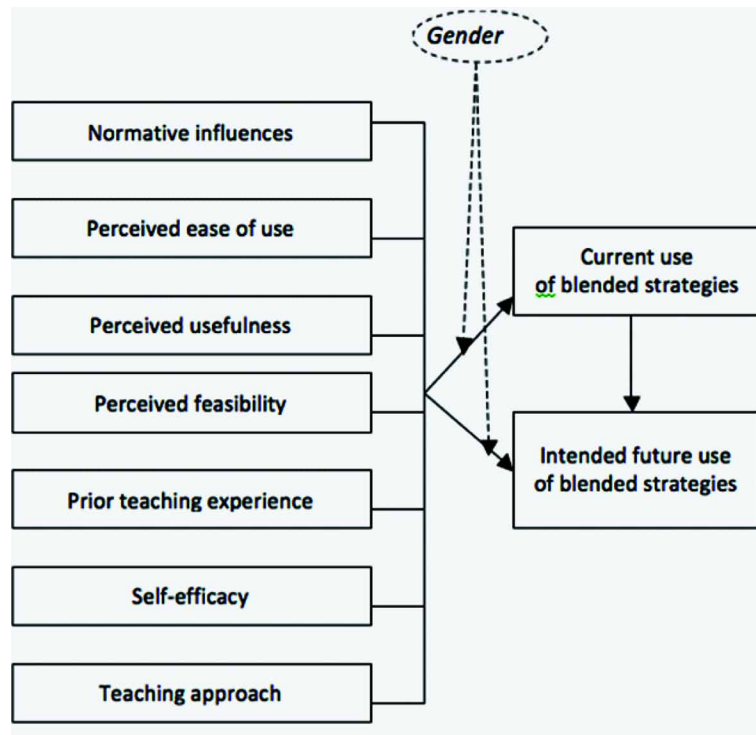 Gender
Normative influences
Perceived ease of use
Perceived usefulness
Perceived feasibility
Prior teaching experience
Self-efficacy
Teaching approach
Current use
of blended strategies
Intended future use
of blended strategies